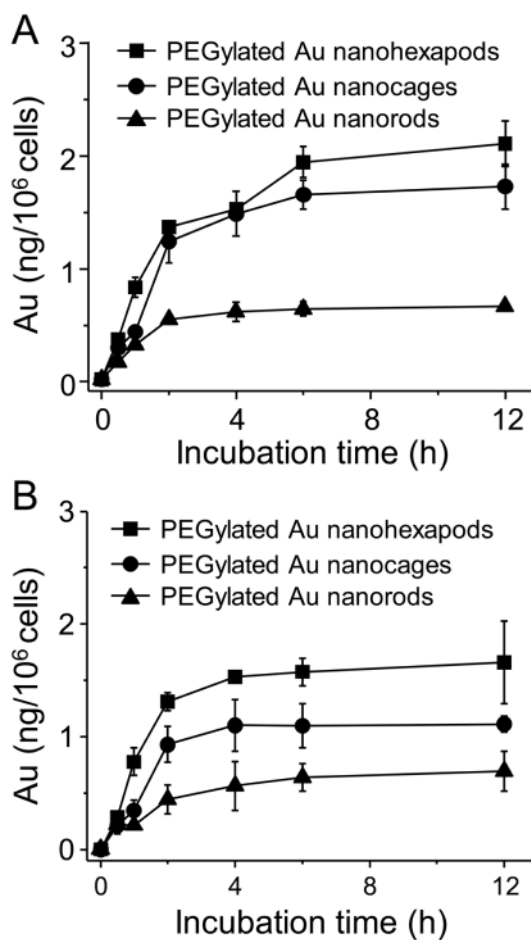 A
3
PEGylated Au nanohexapods
PEGylated Au nanocages
PEGylated Au nanorods
2
1
0
Au (ng/10⁶ cells)
0 4 8 12
Incubation time (h)
B
3
PEGylated Au nanohexapods
PEGylated Au nanocages
PEGylated Au nanorods
2
1
0
Au (ng/10⁶ cells)
0 4 8 12
Incubation time (h)